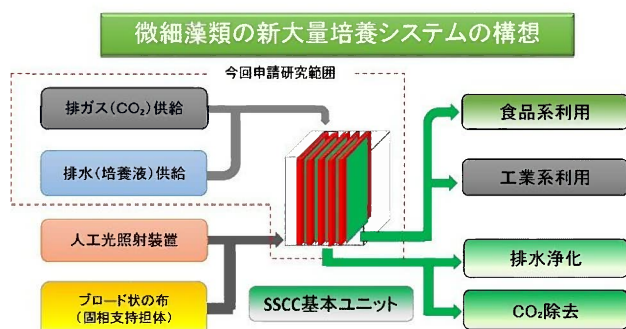 微細藻類の新大量培養システムの構想
今回申請研究範囲
排ガス(CO₂)供給
排水(培養液)供給
人工光照射装置
ブロード状の布
(固相支持担体)
SSCC基本ユニット
食品系利用
工業系利用
排水浄化
CO₂除去